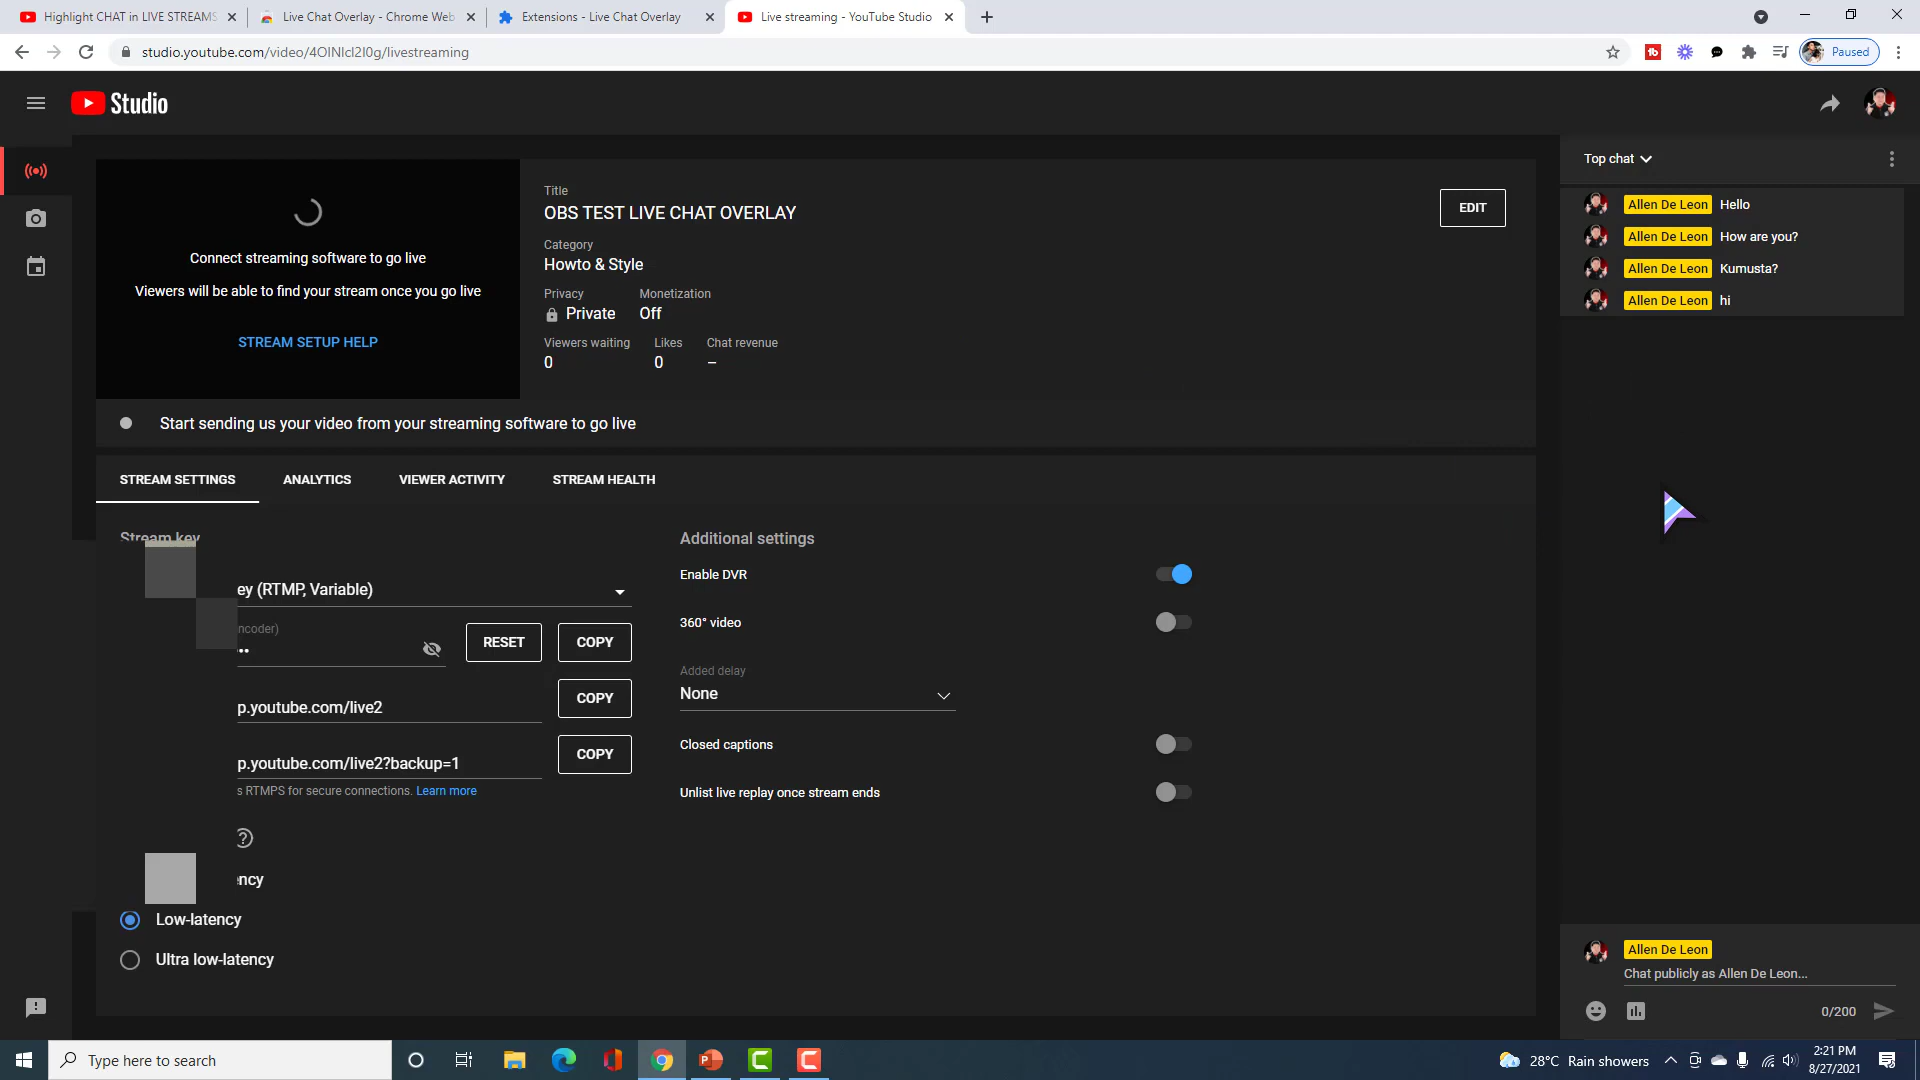 Highlight CHAT in LIVE STREAMS
Live Chat Overlay - Chrome Web
Extensions - Live Chat Overlay
Live streaming - YouTube Studio
studio.youtube.com/video/4OINlcI2I0g/livestreaming
Paused
Studio
Connect streaming software to go live
Viewers will be able to find your stream once you go live
STREAM SETUP HELP
Title
OBS TEST LIVE CHAT OVERLAY
EDIT
Category
Howto & Style
Privacy
Monetization
Private
Off
Viewers waiting
Likes
Chat revenue
0
0
–
Start sending us your video from your streaming software to go live
STREAM SETTINGS
ANALYTICS
VIEWER ACTIVITY
STREAM HEALTH
Stream key
ey (RTMP, Variable)
ncoder)
RESET
COPY
p.youtube.com/live2
COPY
p.youtube.com/live2?backup=1
COPY
s RTMPS for secure connections. Learn more
ency
Low-latency
Ultra low-latency
Additional settings
Enable DVR
360° video
Added delay
None
Closed captions
Unlist live replay once stream ends
Top chat
Allen De Leon Hello
Allen De Leon How are you?
Allen De Leon Kumusta?
Allen De Leon hi
Allen De Leon
Chat publicly as Allen De Leon...
0/200
Type here to search
28°C Rain showers
2:21 PM
8/27/2021